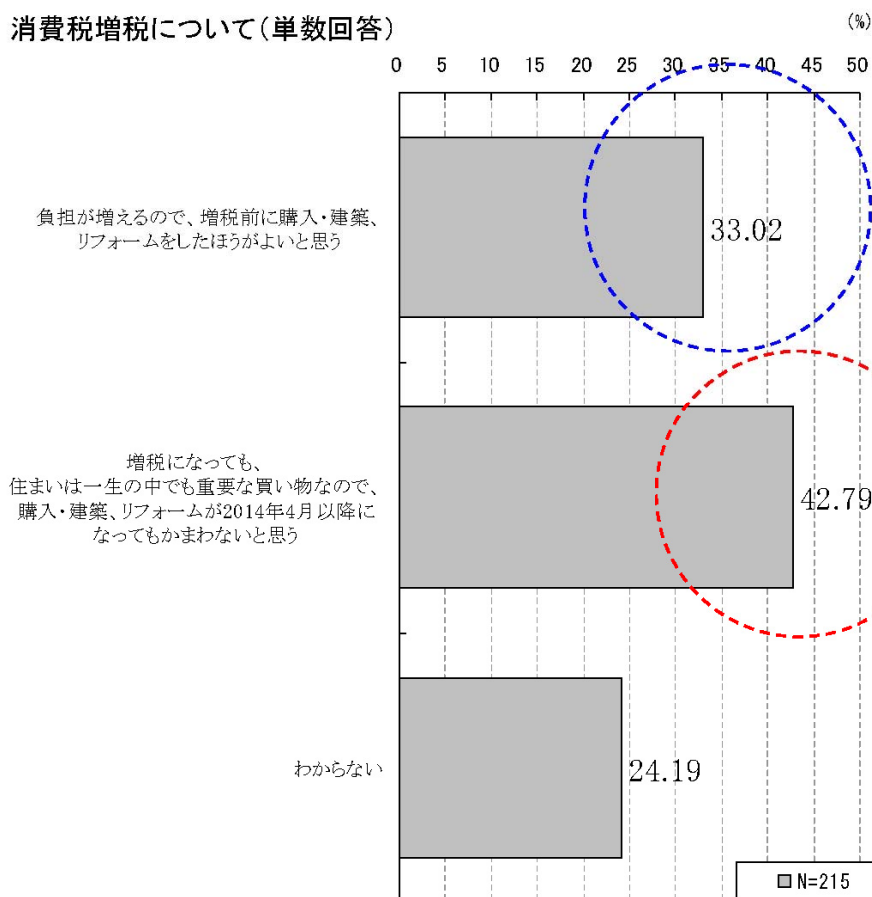 消費税増税について(単数回答)
(%)
0 5 10 15 20 25 30 35 40 45 50
負担が増えるので、増税前に購入・建築、
リフォームをしたほうがよいと思う
33.02
増税になっても、
住まいは一生の中でも重要な買い物なので、
購入・建築、リフォームが2014年4月以降に
なってもかまわないと思う
42.79
わからない
24.19
N=215